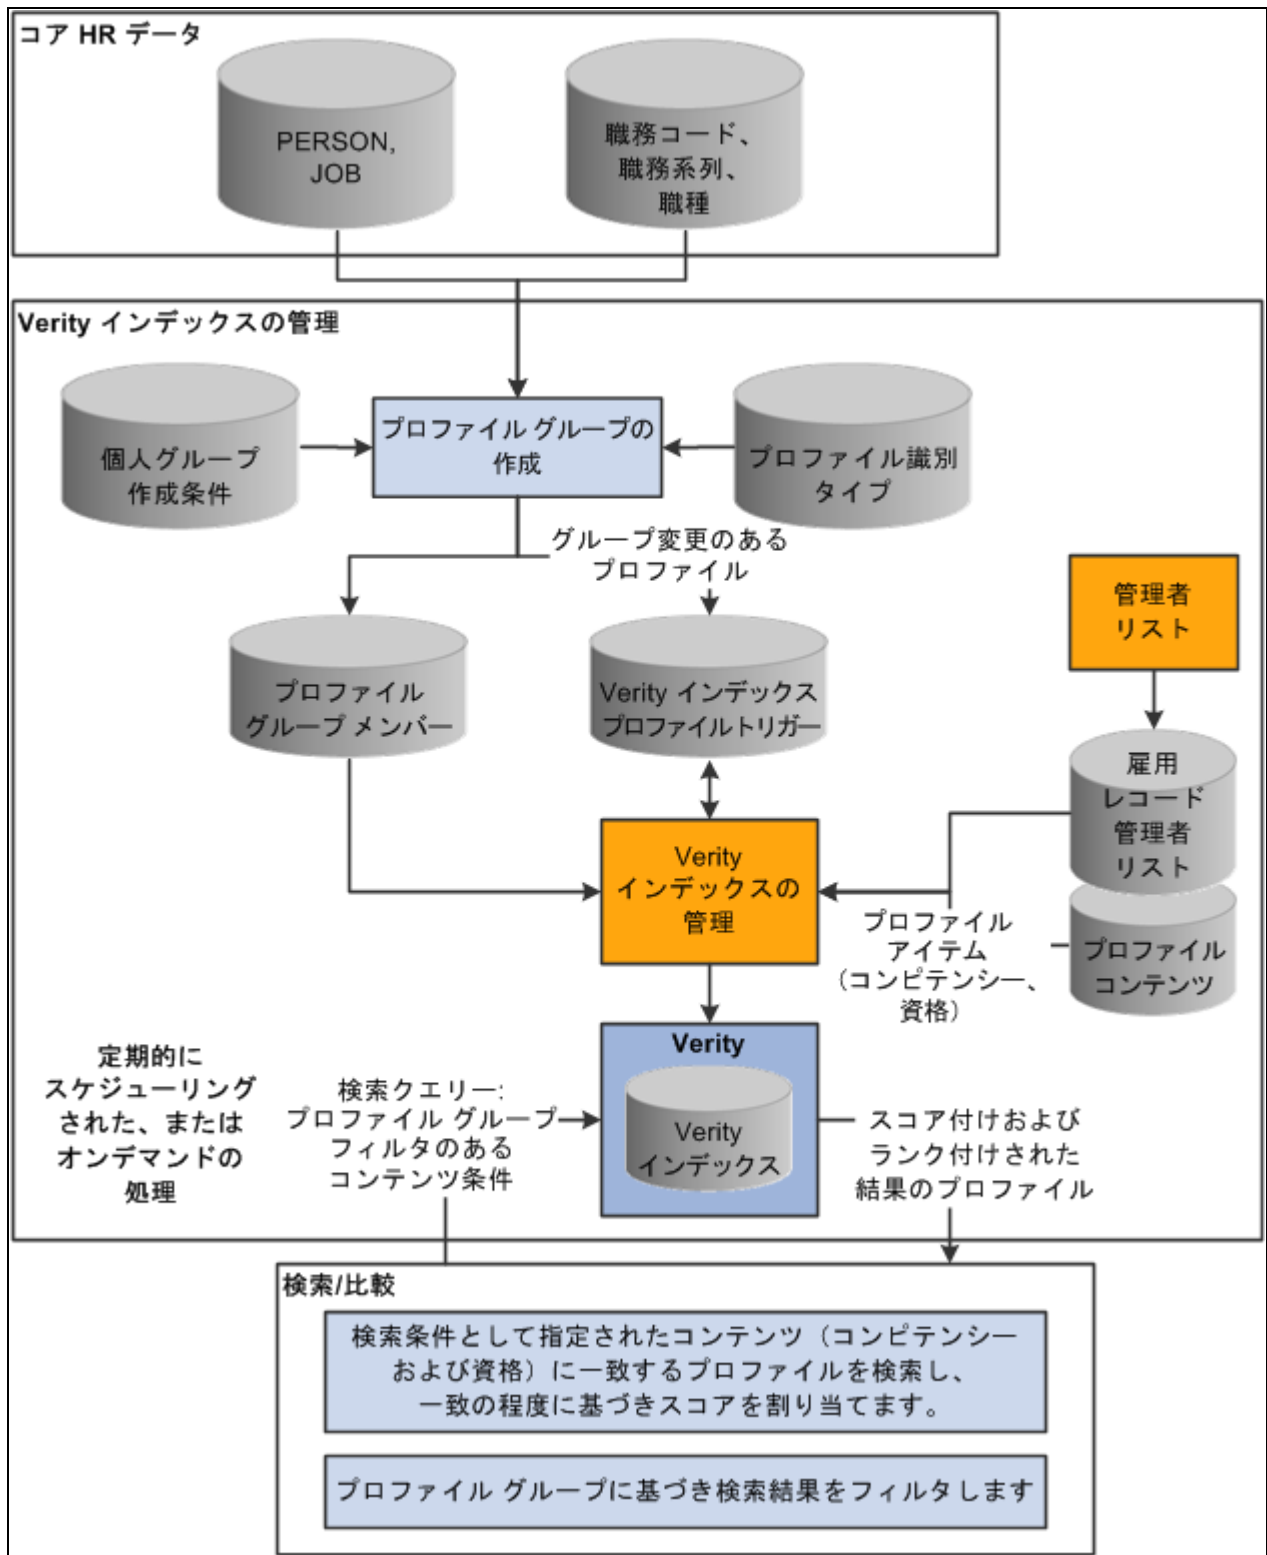 コア HR データ
PERSON,
JOB
職務コード、
職務系列、
職種
Verity インデックスの管理
個人グループ
作成条件
プロファイル グループの
作成
プロファイル識別
タイプ
グループ変更のある
プロファイル
管理者
リスト
プロファイル
グループ メンバー
Verity インデックス
プロファイルトリガー
雇用
レコード
管理者
リスト
Verity
インデックスの
管理
プロファイル
アイテム
（コンピテンシー、
資格）
プロファイル
コンテンツ
定期的に
スケジューリング
された、または
オンデマンドの
処理
検索クエリー:
プロファイル グループ
フィルタのある
コンテンツ条件
Verity
Verity
インデックス
スコア付けおよび
ランク付けされた
結果のプロファイル
検索/比較
検索条件として指定されたコンテンツ（コンピテンシー
および資格）に一致するプロファイルを検索し、
一致の程度に基づきスコアを割り当てます。
プロファイル グループに基づき検索結果をフィルタします